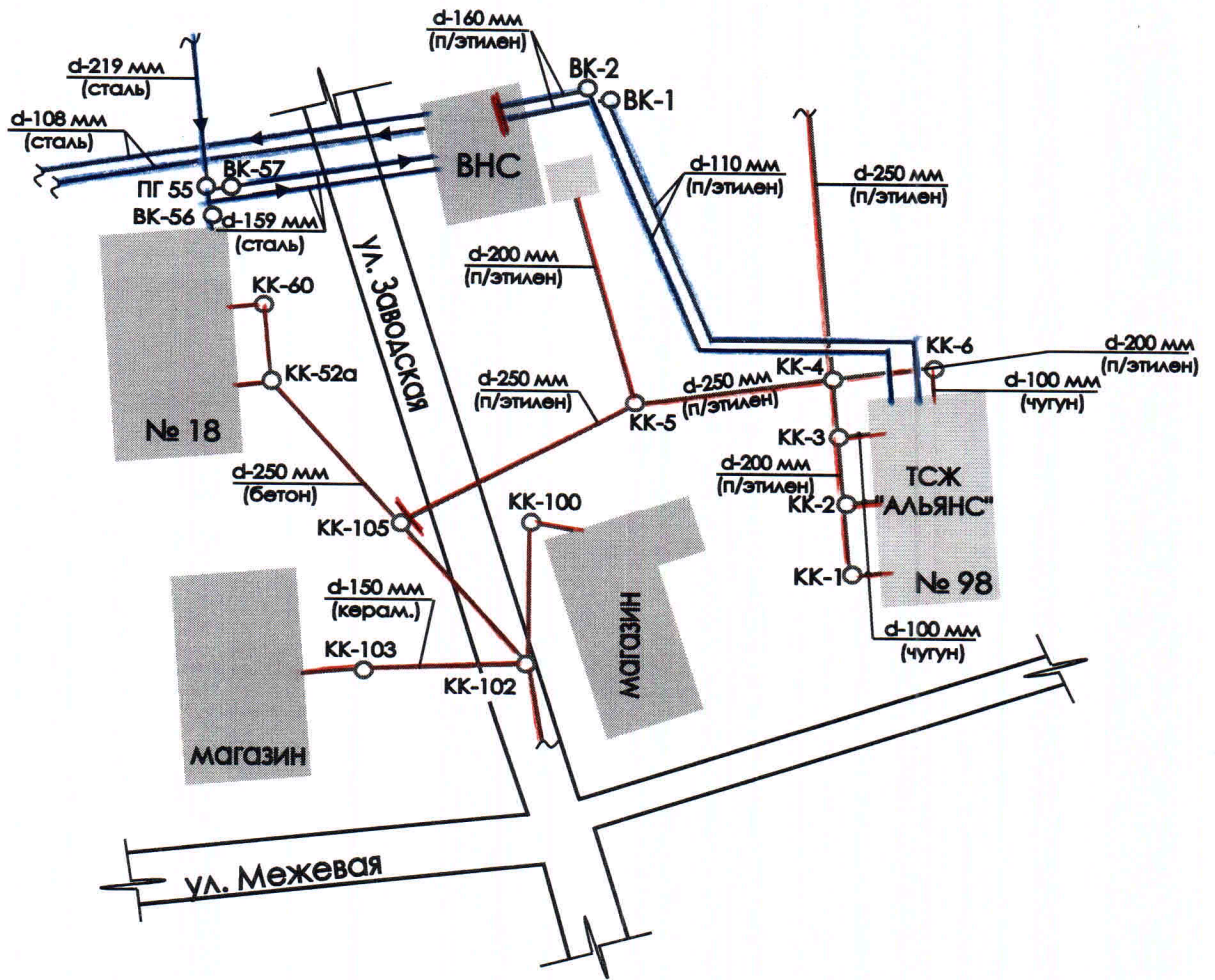 d-160 мм
(п/этилен)
d-219 мм
(сталь)
ВК-2
ВК-1
d-108 мм
(сталь)
ВНС
ВК-57
ПГ 55
d-110 мм
(п/этилен)
d-250 мм
(п/этилен)
ВК-56
d-159 мм
(сталь)
ул. Заводская
d-200 мм
(п/этилен)
КК-60
КК-6
d-200 мм
(п/этилен)
КК-52а
d-250 мм
(п/этилен)
d-250 мм
(п/этилен)
КК-4
d-100 мм
(чугун)
КК-5
№ 18
КК-3
d-200 мм
(п/этилен)
ТСЖ
"АЛЬЯНС"
d-250 мм
(бетон)
КК-105
КК-100
КК-2
КК-1
№ 98
d-150 мм
(керам.)
магазин
d-100 мм
(чугун)
КК-103
КК-102
магазин
ул. Межевая